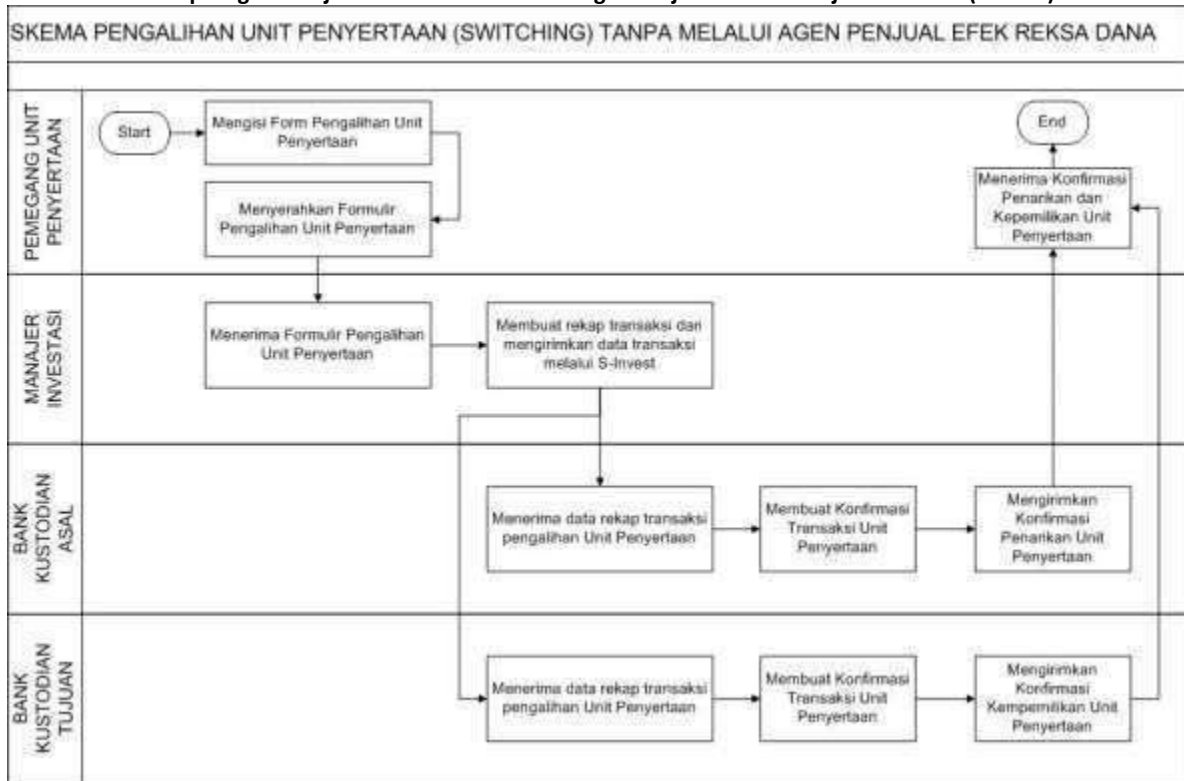 SKEMA PENGALIHAN UNIT PENYERTAAN (SWITCHING) TANPA MELALUI AGEN PENJUAL EFEK REKSA DANA
PEMEGANG UNIT
PENYERTAAN
Start
Mengisi Form Pengalihan Unit
Penyertaan
Menyerahkan Formulir
Pengalihan Unit Penyertaan
End
Menerima Konfirmasi
Penarikan dan
Kepemilikan Unit
Penyertaan
MANAJER
INVESTASI
Menerima Formulir Pengalihan
Unit Penyertaan
Membuat rekap transaksi dan
mengirimkan data transaksi
melalui S-Invest
BANK
KUSTODIAN
ASAL
Menerima data rekap transaksi
pengalihan Unit Penyertaan
Membuat Konfirmasi
Transaksi Unit
Penyertaan
Mengirimkan
Konfirmasi
Penarikan Unit
Penyertaan
BANK
KUSTODIAN
TUJUAN
Menerima data rekap transaksi
pengalihan Unit Penyertaan
Membuat Konfirmasi
Transaksi Unit
Penyertaan
Mengirimkan
Konfirmasi
Kempemilikan Unit
Penyertaan